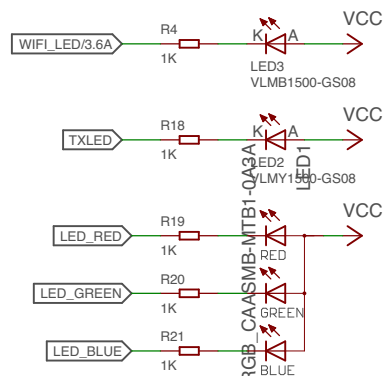 VCC
R4
WIFI_LED/3.6A
K A
1K
LED3
VLMB1500-GS08
VCC
R18
TXLED
K A
1K
LED2
VLMY1500-GS08
LED1
RGB_CAASMB-MTB1-0A3A
VCC
R19
LED_RED
1K
RED
R20
LED_GREEN
1K
GREEN
R21
LED_BLUE
1K
BLUE